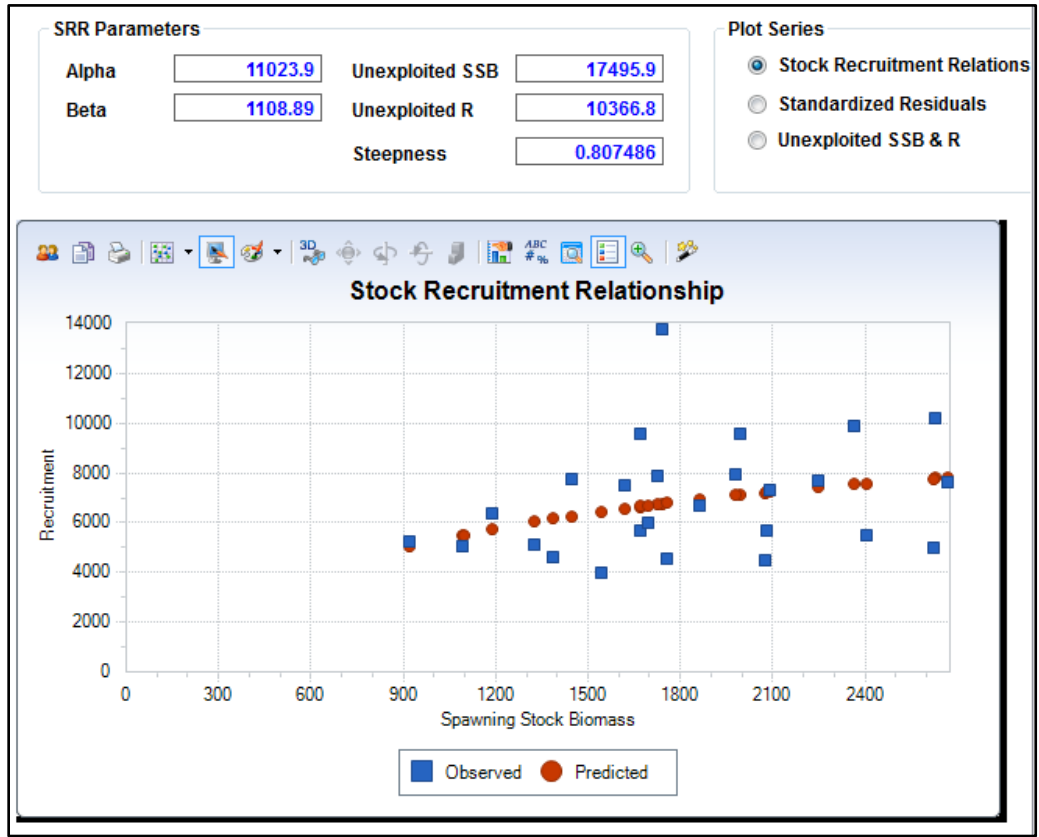 SRR Parameters
Alpha 11023.9 Unexploited SSB 17495.9
Beta 1108.89 Unexploited R 10366.8
Steepness 0.807486
Plot Series
Stock Recruitment Relations
Standardized Residuals
Unexploited SSB & R
3D
ABC
# %
Stock Recruitment Relationship
14000
12000
10000
8000
6000
4000
2000
0
Recruitment
0 300 600 900 1200 1500 1800 2100 2400
Spawning Stock Biomass
Observed Predicted